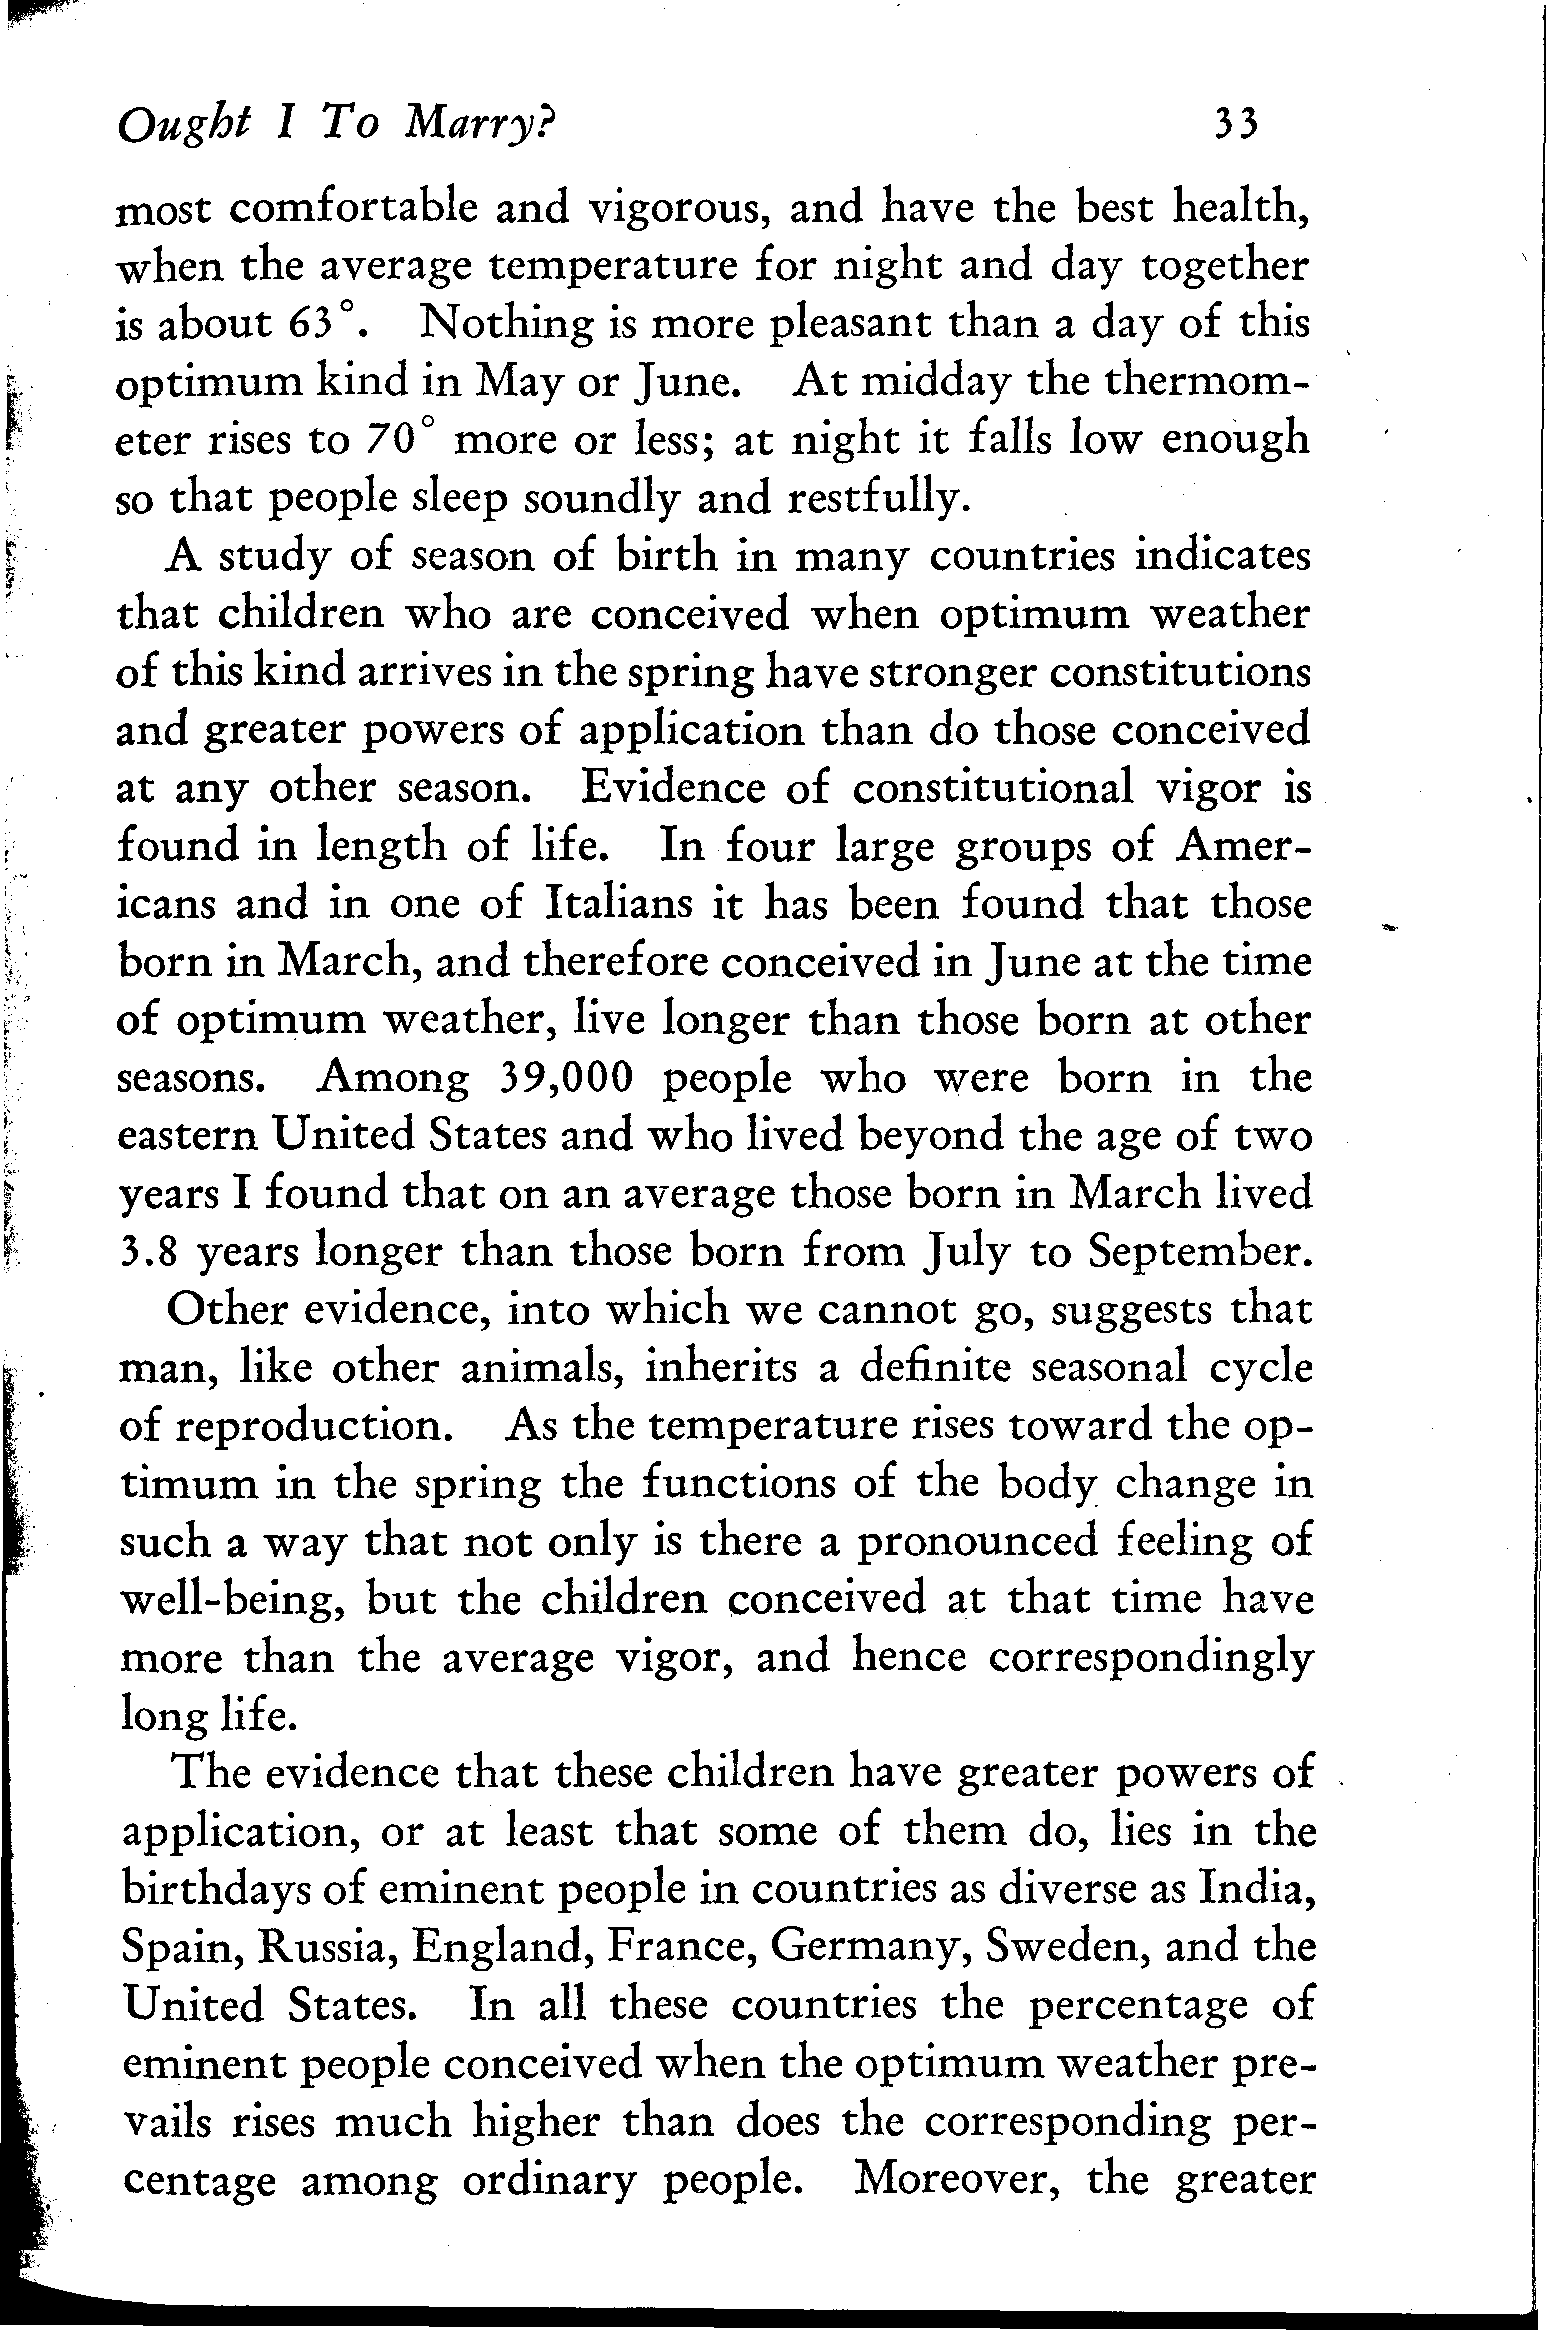 Ought I To Marry? 33
most comfortable and vigorous, and have the best health,
when the average temperature for night and day together
is about 63°. Nothing is more pleasant than a day of this
optimum kind in May or June. At midday the thermom-
eter rises to 70° more or less; at night it falls low enough
so that people sleep soundly and restfully.
A study of season of birth in many countries indicates
that children who are conceived when optimum weather
of this kind arrives in the spring have stronger constitutions
and greater powers of application than do those conceived
at any other season. Evidence of constitutional vigor is
found in length of life. In four large groups of Amer-
icans and in one of Italians it has been found that those
born in March, and therefore conceived in June at the time
of optimum weather, live longer than those born at other
seasons. Among 39,000 people who were born in the
eastern United States and who lived beyond the age of two
years I found that on an average those born in March lived
3.8 years longer than those born from July to September.
Other evidence, into which we cannot go, suggests that
man, like other animals, inherits a definite seasonal cycle
of reproduction. As the temperature rises toward the op-
timum in the spring the functions of the body change in
such a way that not only is there a pronounced feeling of
well-being, but the children conceived at that time have
more than the average vigor, and hence correspondingly
long life.
The evidence that these children have greater powers of
application, or at least that some of them do, lies in the
birthdays of eminent people in countries as diverse as India,
Spain, Russia, England, France, Germany, Sweden, and the
United States. In all these countries the percentage of
eminent people conceived when the optimum weather pre-
vails rises much higher than does the corresponding per-
centage among ordinary people. Moreover, the greater